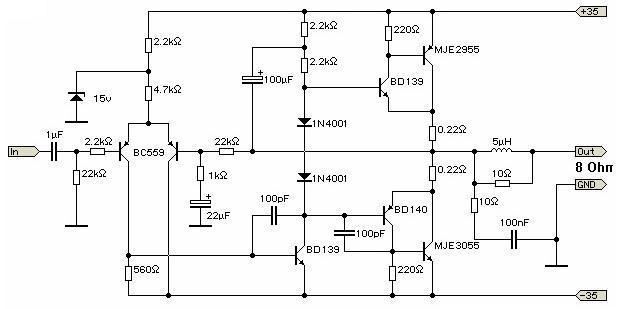 +35
2.2kΩ
2.2kΩ
220Ω
MJE2955
2.2kΩ
100µF
4.7kΩ
BD139
15v
1N4001
0.22Ω
5µH
1µF
2.2kΩ
BC559
22kΩ
In
Out
8 Ohm
22kΩ
1kΩ
1N4001
0.22Ω
10Ω
GND
22µF
100pF
BD140
10Ω
100pF
100nF
560Ω
BD139
220Ω
MJE3055
-35